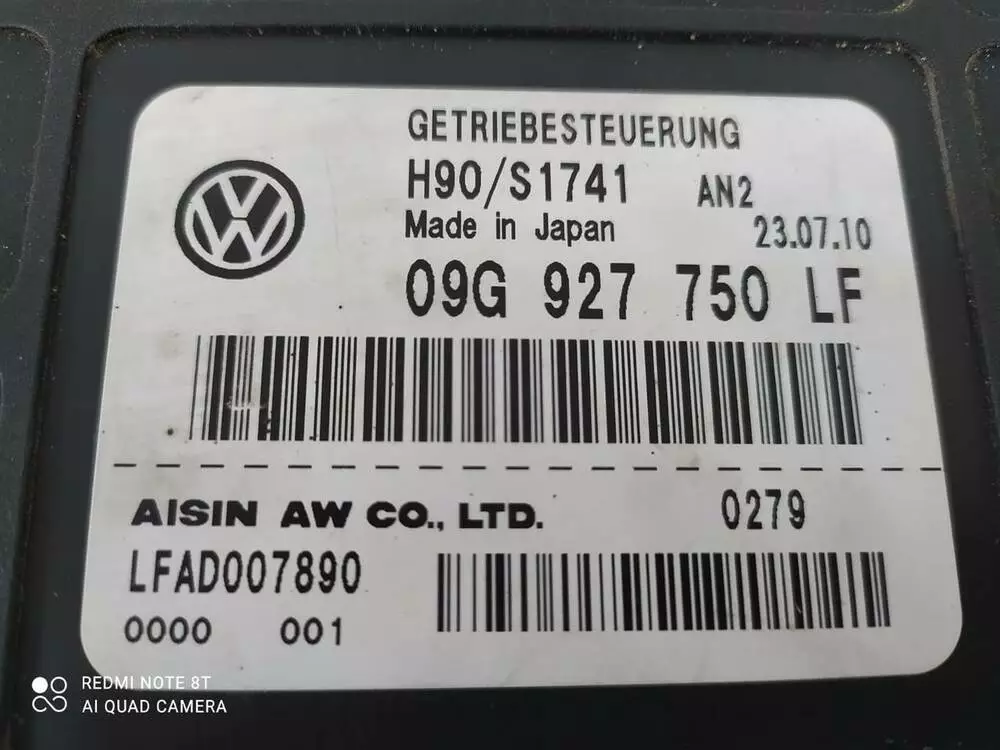 GETRIEBESTEUERUNG
H90/S1741 AN2
Made in Japan 23.07.10
09G 927 750 LF
AISIN AW CO., LTD. 0279
LFAD007890
0000 001
REDMI NOTE 8T
AI QUAD CAMERA